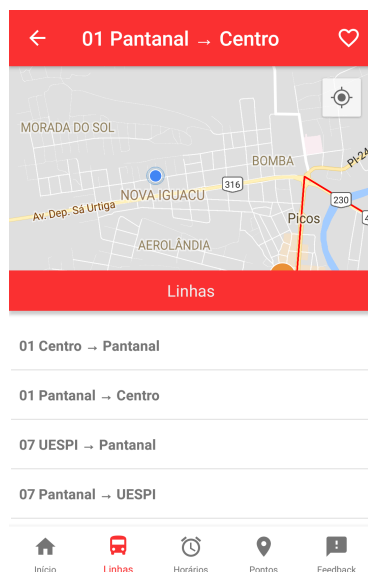 01 Pantanal → Centro
MORADA DO SOL
BOMBA
PI-24
316
NOVA IGUACU
230
Av. Dep. Sá Urtiga
Picos
4
AEROLÂNDIA
Linhas
01 Centro → Pantanal
01 Pantanal → Centro
07 UESPI → Pantanal
07 Pantanal → UESPI
Início
Linhas
Horários
Pontos
Feedback